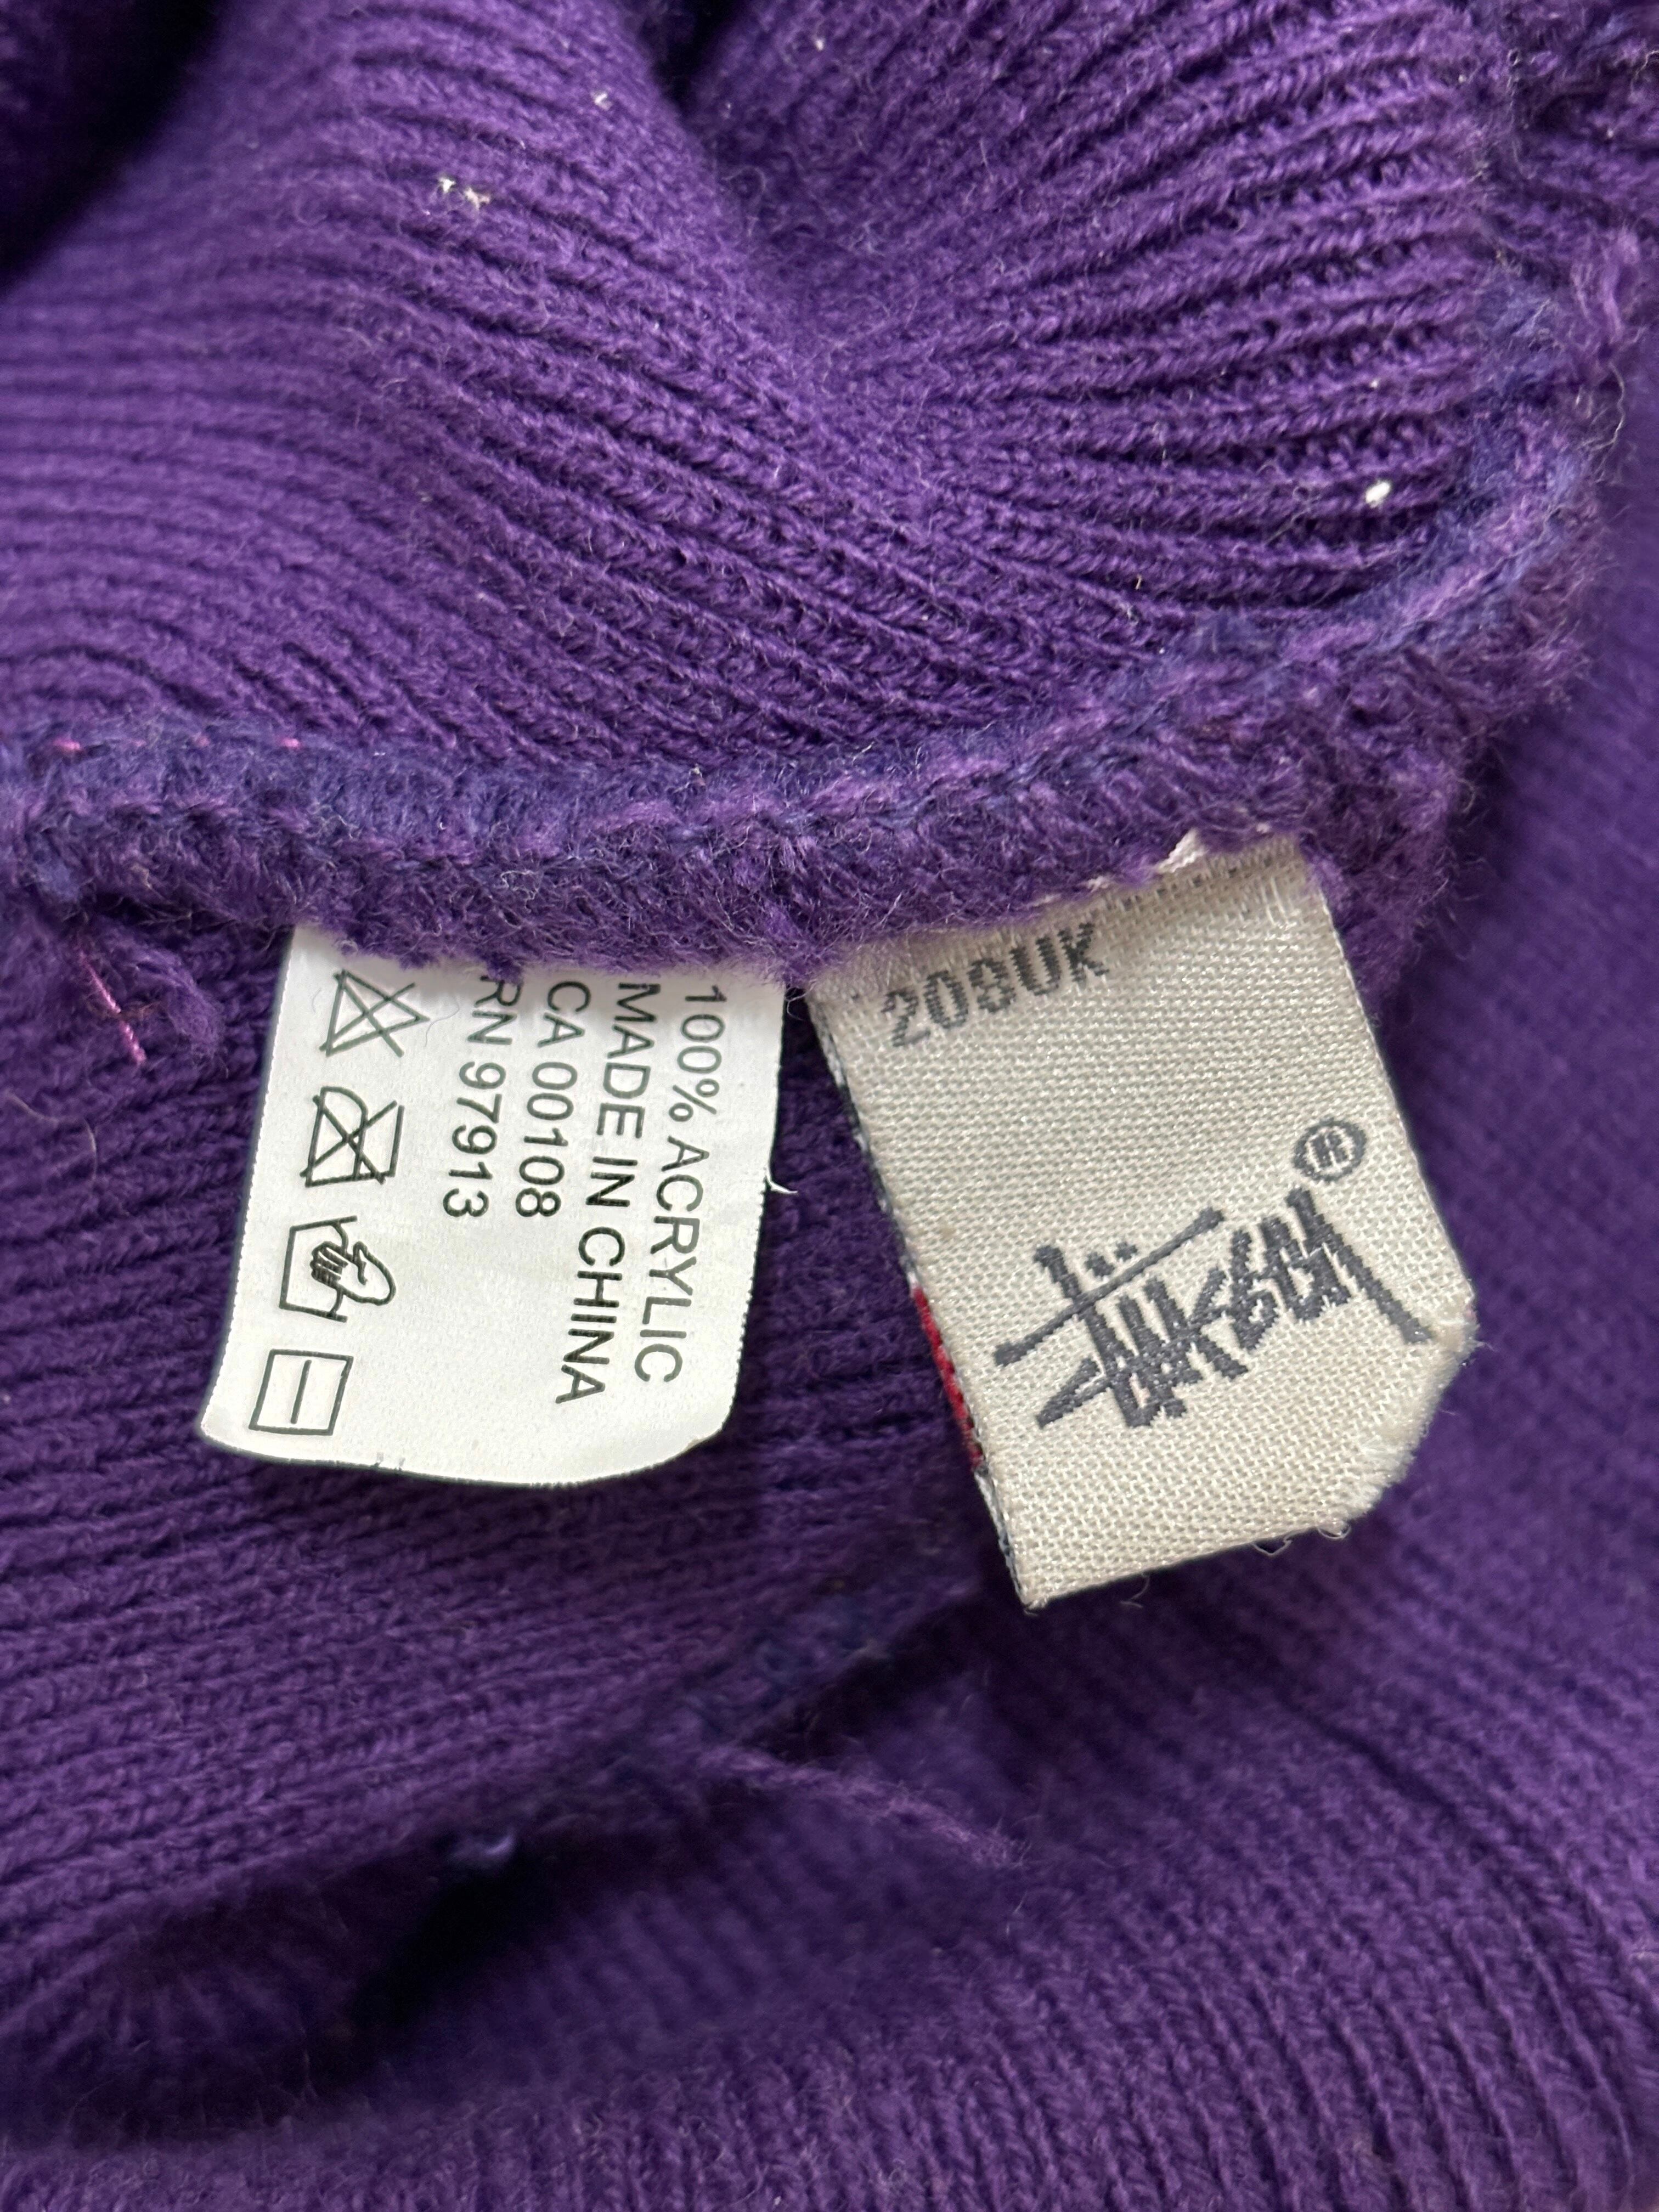 100% ACRYLIC
MADE IN CHINA
CA 00108
RN 97913
208UK
Stüssy ®